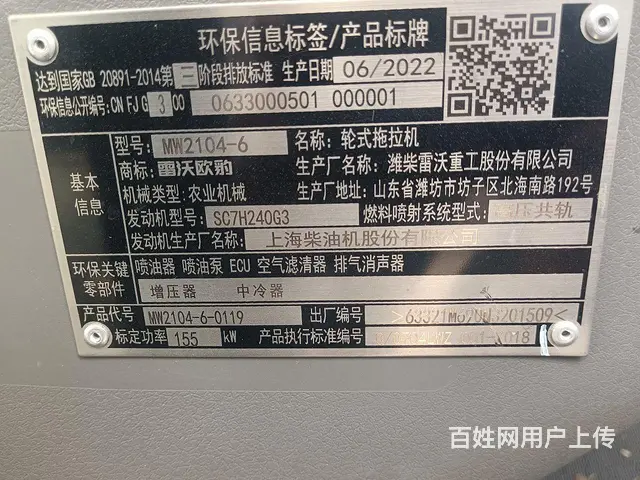 环保信息标签/产品标牌
达到国家GB 20891-2014第三阶段排放标准 生产日期 06/2022
环保信息公开编号:CN FJ G 3 00 0633000501 000001
基本信息
型号: MW2104-6 名称: 轮式拖拉机
商标: 雷沃欧豹 生产厂名称: 潍柴雷沃重工股份有限公司
机械类型: 农业机械 生产厂地址: 山东省潍坊市坊子区北海南路192号
发动机型号: SC7H240G3 燃料喷射系统型式: 高压共轨
发动机生产厂名称: 上海柴油机股份有限公司
环保关键零部件
喷油器 喷油泵 ECU 空气滤清器 排气消声器
增压器 中冷器
产品代号 MW2104-6-0119 出厂编号
标定功率 155 kW 产品执行标准编号
百姓网用户上传